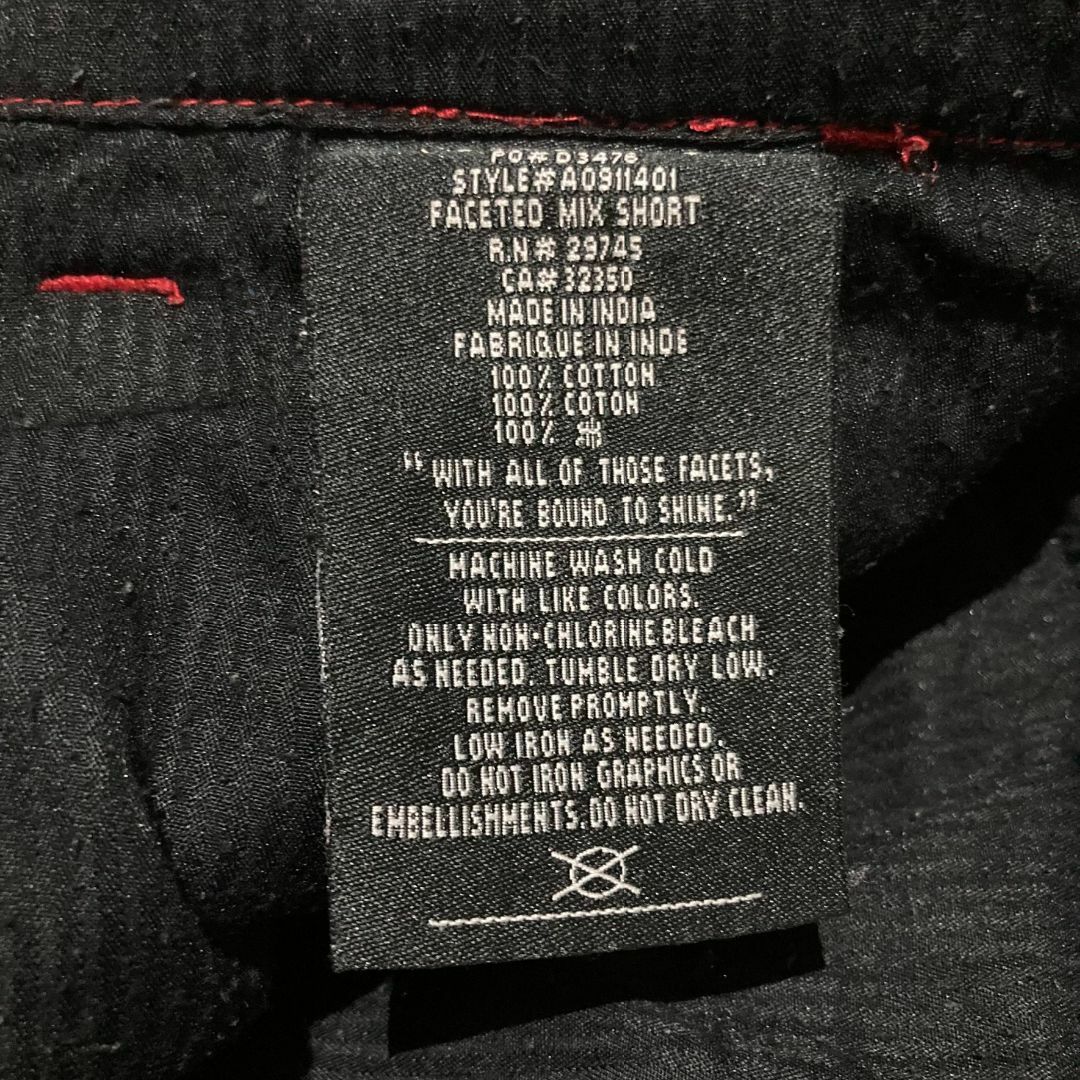 PO# D3476
STYLE# A0911401
FACETED MIX SHORT
R.N# 29745
CA# 32350
MADE IN INDIA
FABRIQUE IN INDE
100% COTTON
100% COTON
100% 棉
“WITH ALL OF THOSE FACETS,
YOU'RE BOUND TO SHINE.”
MACHINE WASH COLD
WITH LIKE COLORS.
ONLY NON-CHLORINE BLEACH
AS NEEDED. TUMBLE DRY LOW.
REMOVE PROMPTLY.
LOW IRON AS NEEDED.
DO NOT IRON GRAPHICS OR
EMBELLISHMENTS. DO NOT DRY CLEAN.